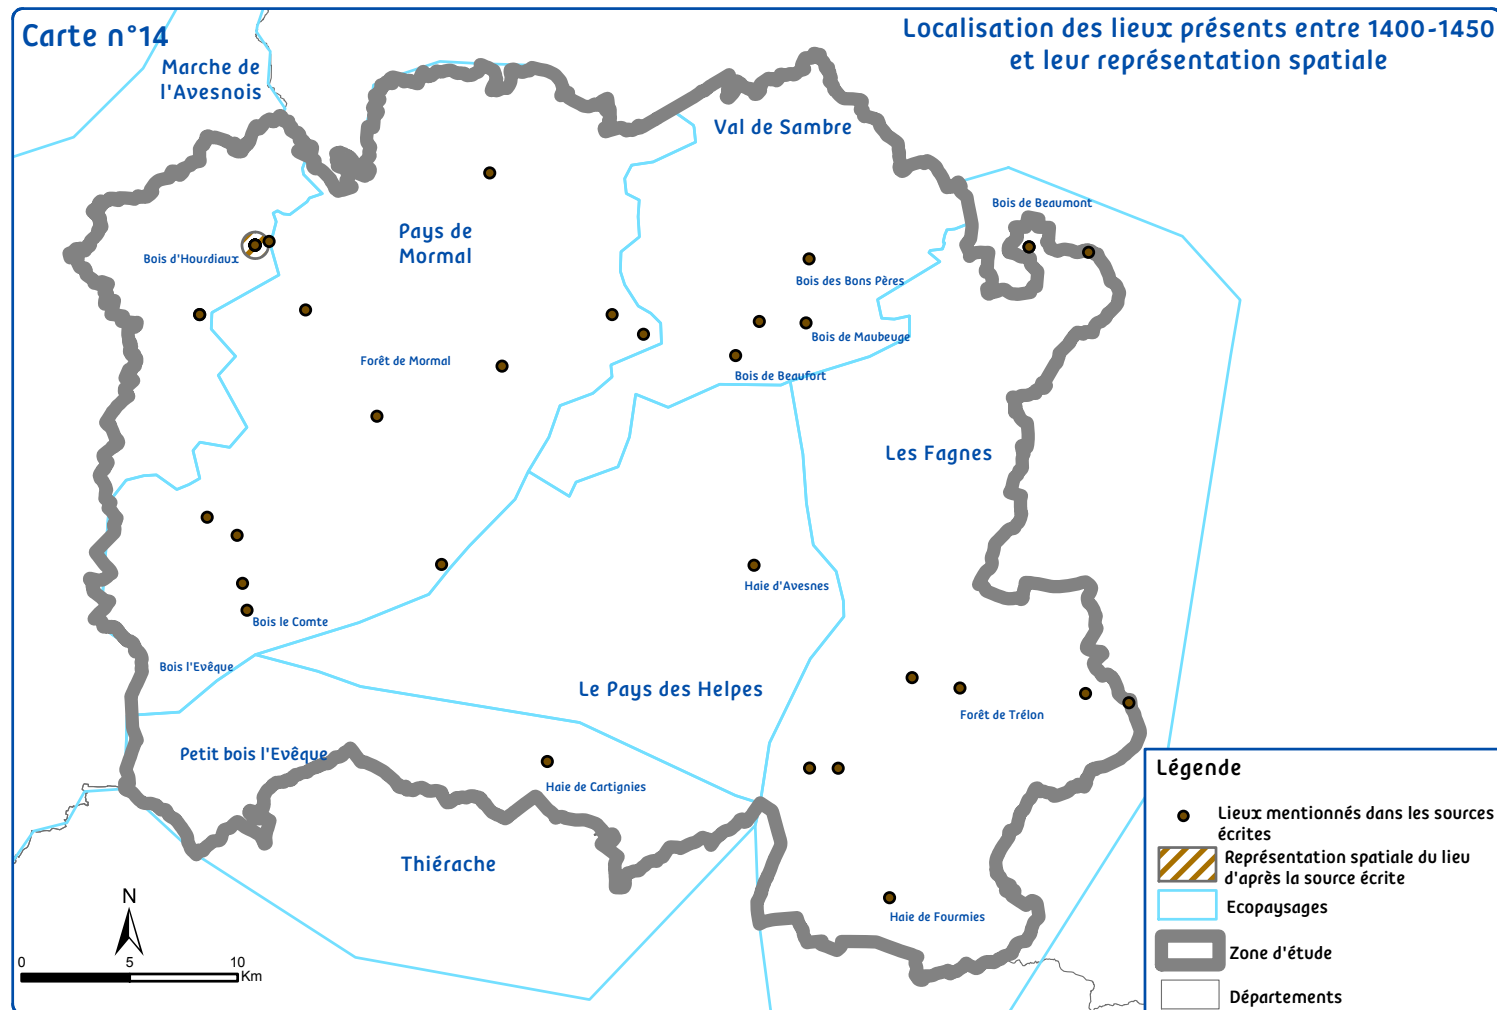 Carte n°14
Localisation des lieux présents entre 1400-1450
et leur représentation spatiale
Marche de
l'Avesnois
Val de Sambre
Bois de Beaumont
Pays de
Mormal
Bois d'Hourdiaux
Bois des Bons Pères
Bois de Maubeuge
Forêt de Mormal
Bois de Beaufort
Les Fagnes
Haie d'Avesnes
Bois le Comte
Bois l'Evêque
Le Pays des Helpes
Forêt de Trélon
Petit bois l'Evêque
Haie de Cartignies
Thiérache
Haie de Fourmies
N
0 5 10
Km
Légende
Lieux mentionnés dans les sources
écrites
Représentation spatiale du lieu
d'après la source écrite
Ecopaysages
Zone d'étude
Départements